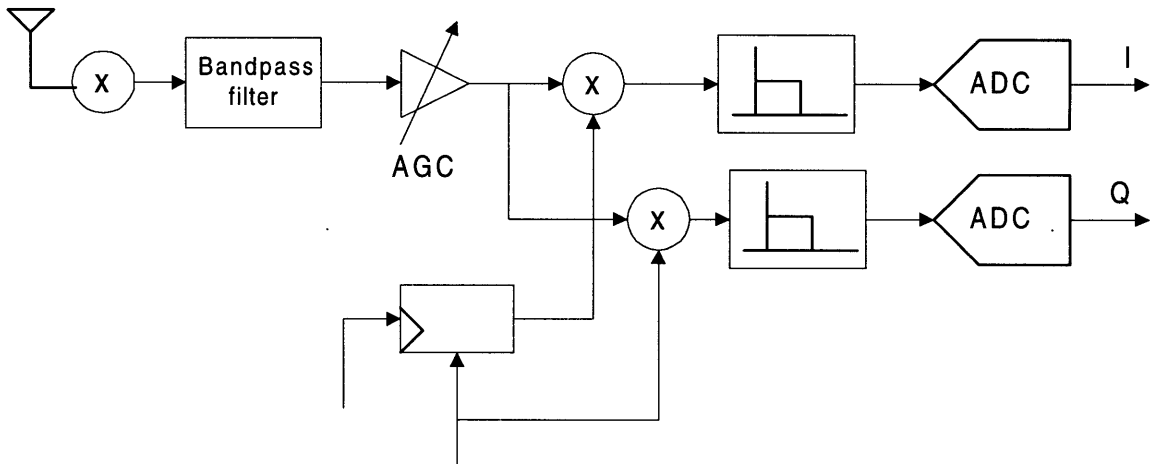 X
Bandpass
filter
AGC
X
ADC
I
X
ADC
Q